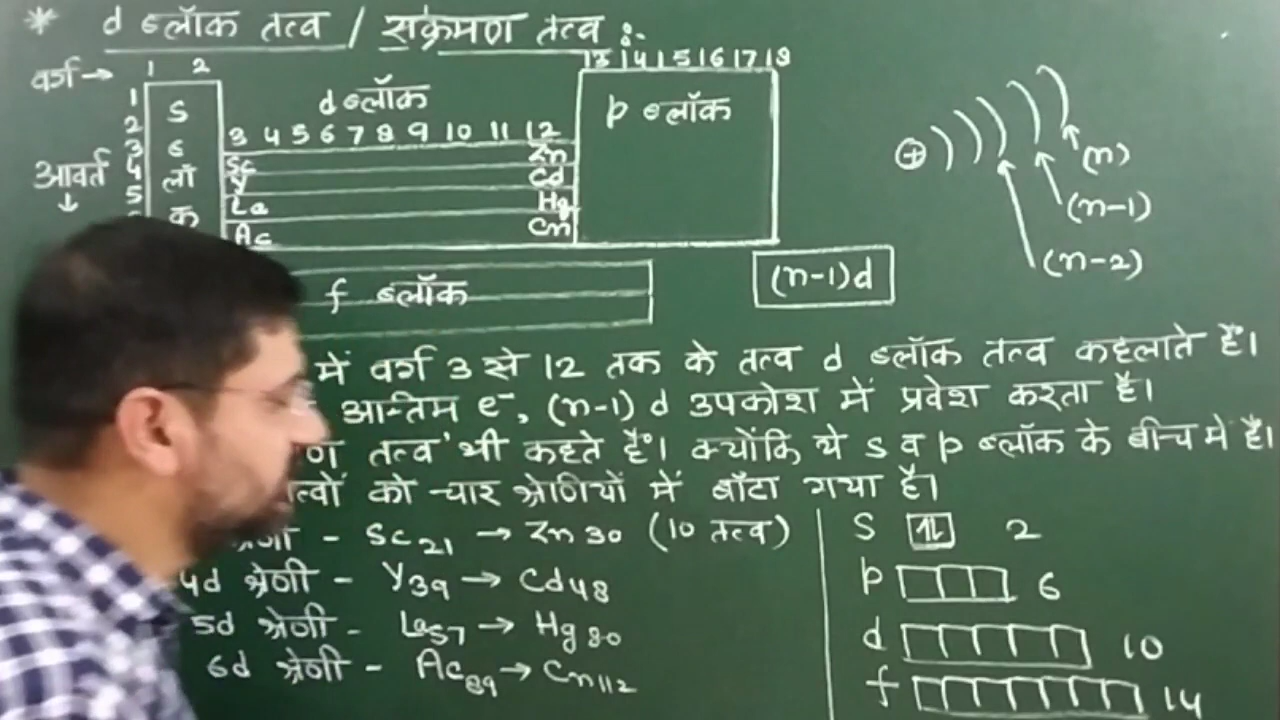 * d ब्लॉक तत्व / संक्रमण तत्व :-
वर्ग → 1 2
13 14 15 16 17 18
आवर्त ↓
1
2
3
4
5
S ब्लॉक
d ब्लॉक
3 4 5 6 7 8 9 10 11 12
Sc Zn
Y Cd
La Hg
Ac Cn
p ब्लॉक
f ब्लॉक
(n)
(n-1)
(n-2)
(n-1)d
में वर्ग 3 से 12 तक के तत्व d ब्लॉक तत्व कहलाते हैं।
अन्तिम e⁻, (n-1) d उपकोश में प्रवेश करता है।
तत्व' भी कहते हैं। क्योंकि ये s व p ब्लॉक के बीच में हैं।
को चार श्रेणियों में बाँटा गया है।
- Sc21 → Zn30 (10 तत्व)
4d श्रेणी - Y39 → Cd48
5d श्रेणी - La57 → Hg80
6d श्रेणी - Ac89 → Cn112
S ⇅ 2
p 6
d 10
f 14